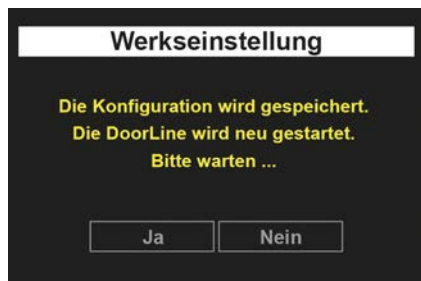 Werkseinstellung
Die Konfiguration wird gespeichert.
Die DoorLine wird neu gestartet.
Bitte warten ...
Ja Nein